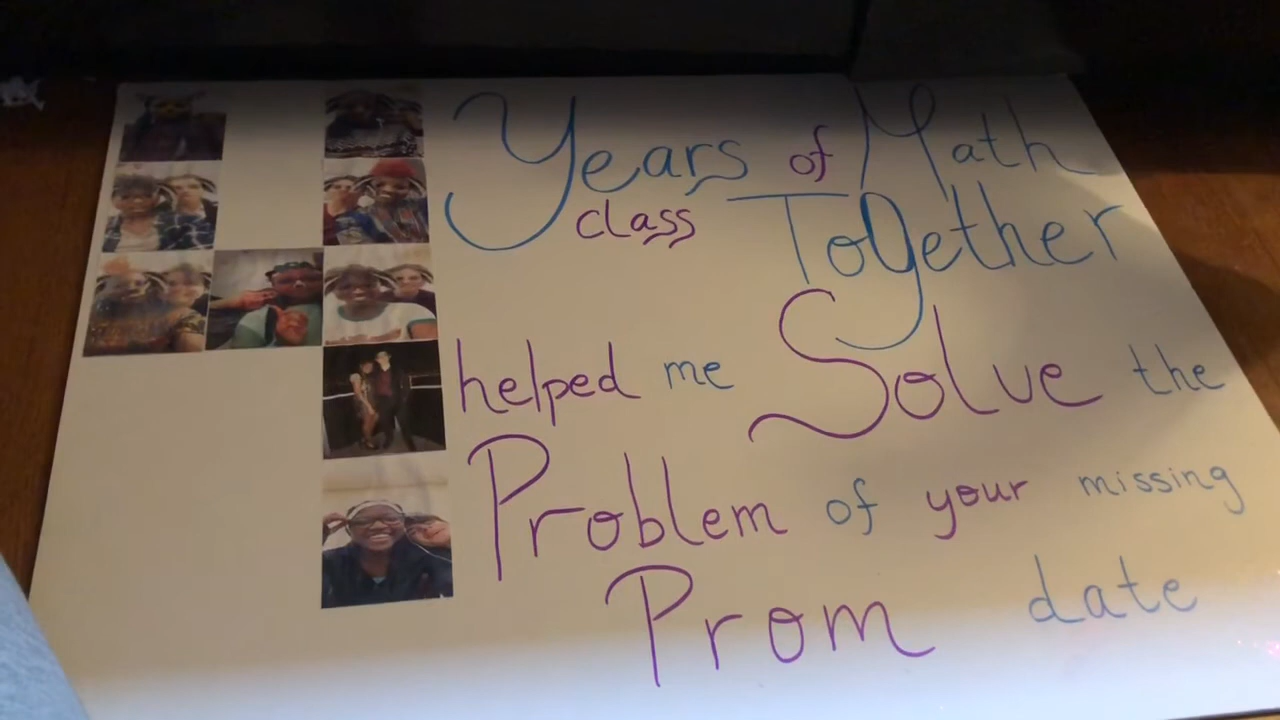 Years of Math
class Together
helped me Solve the
Problem of your missing
Prom date